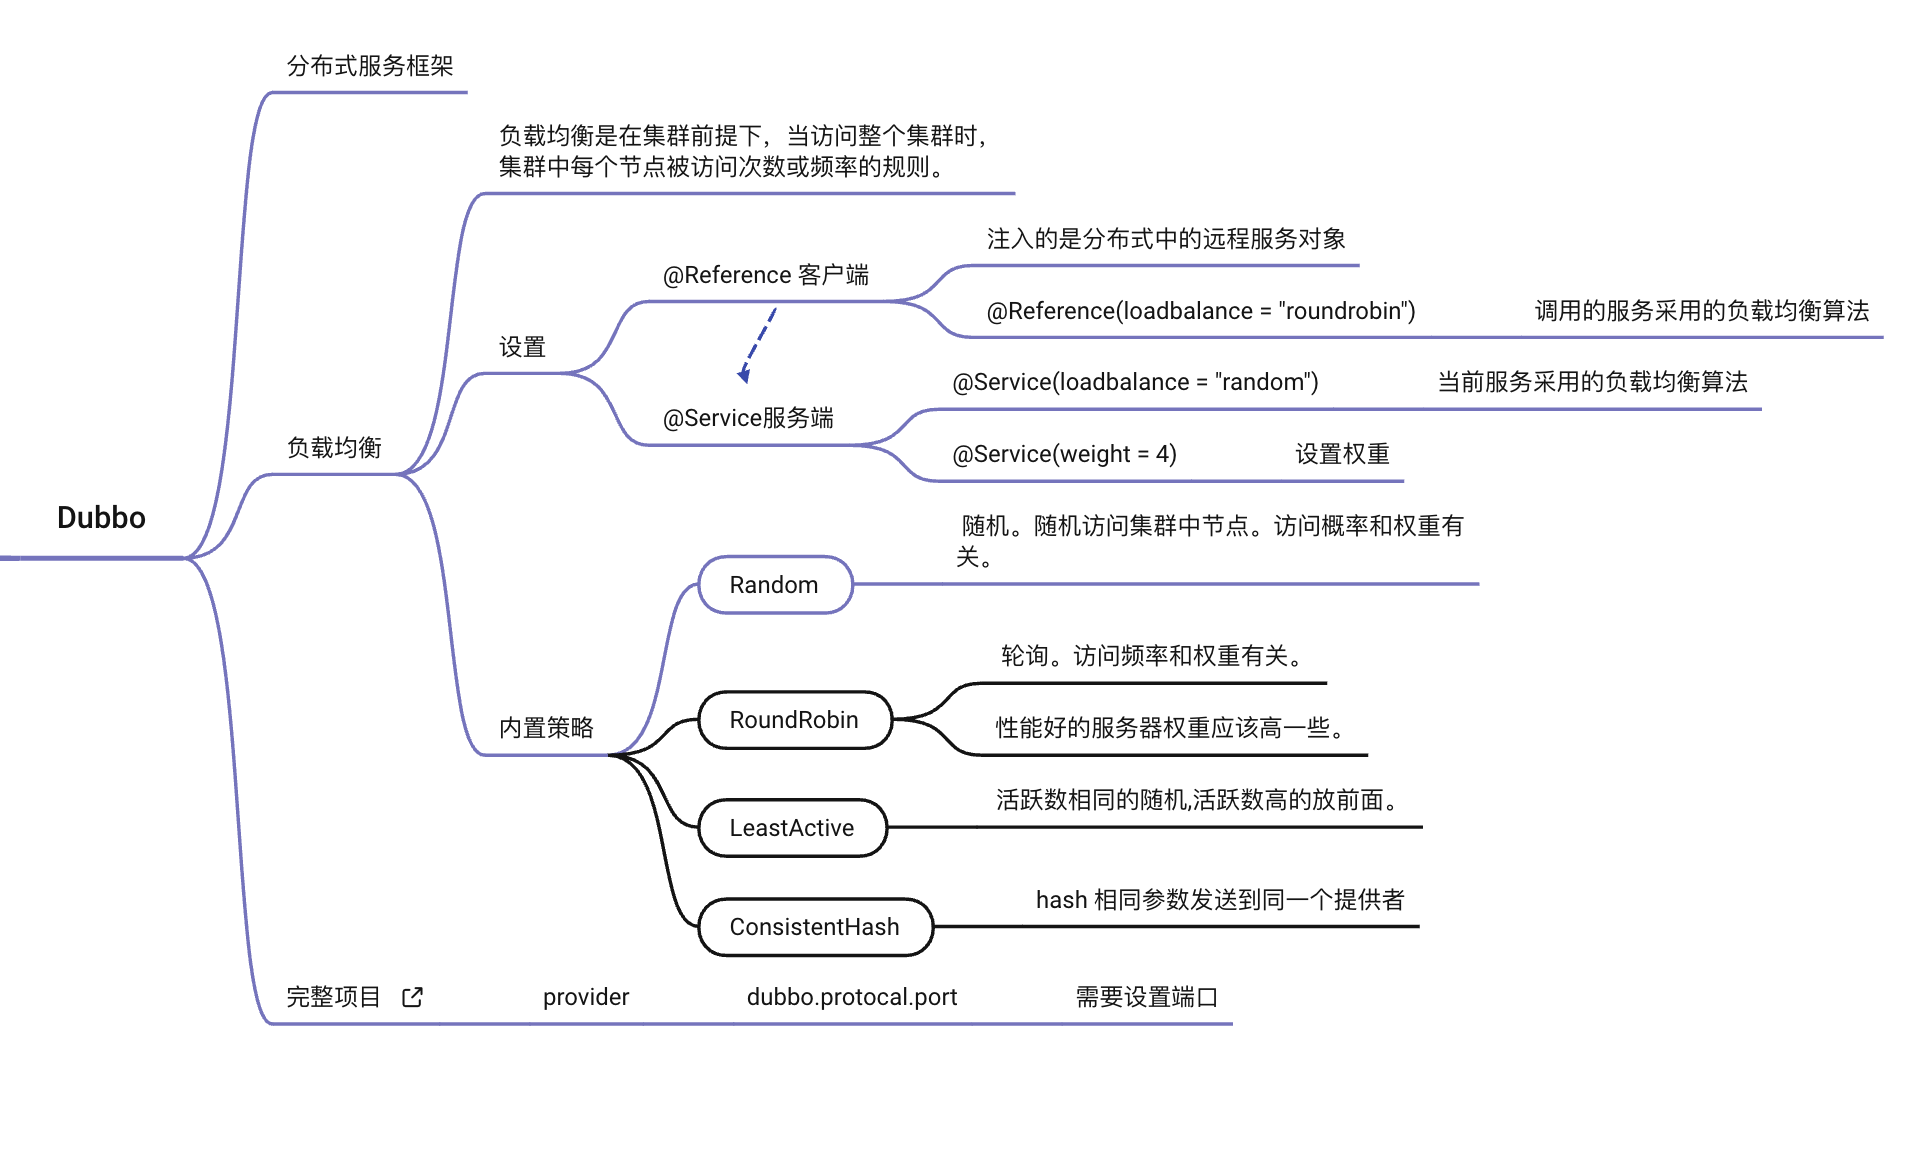 分布式服务框架
负载均衡是在集群前提下，当访问整个集群时，
集群中每个节点被访问次数或频率的规则。
注入的是分布式中的远程服务对象
@Reference 客户端
@Reference(loadbalance = "roundrobin") 调用的服务采用的负载均衡算法
设置
@Service(loadbalance = "random") 当前服务采用的负载均衡算法
@Service服务端
负载均衡
@Service(weight = 4) 设置权重
Dubbo
随机。随机访问集群中节点。访问概率和权重有
关。
Random
轮询。访问频率和权重有关。
RoundRobin
内置策略
性能好的服务器权重应该高一些。
活跃数相同的随机,活跃数高的放前面。
LeastActive
hash 相同参数发送到同一个提供者
ConsistentHash
完整项目 provider dubbo.protocal.port 需要设置端口